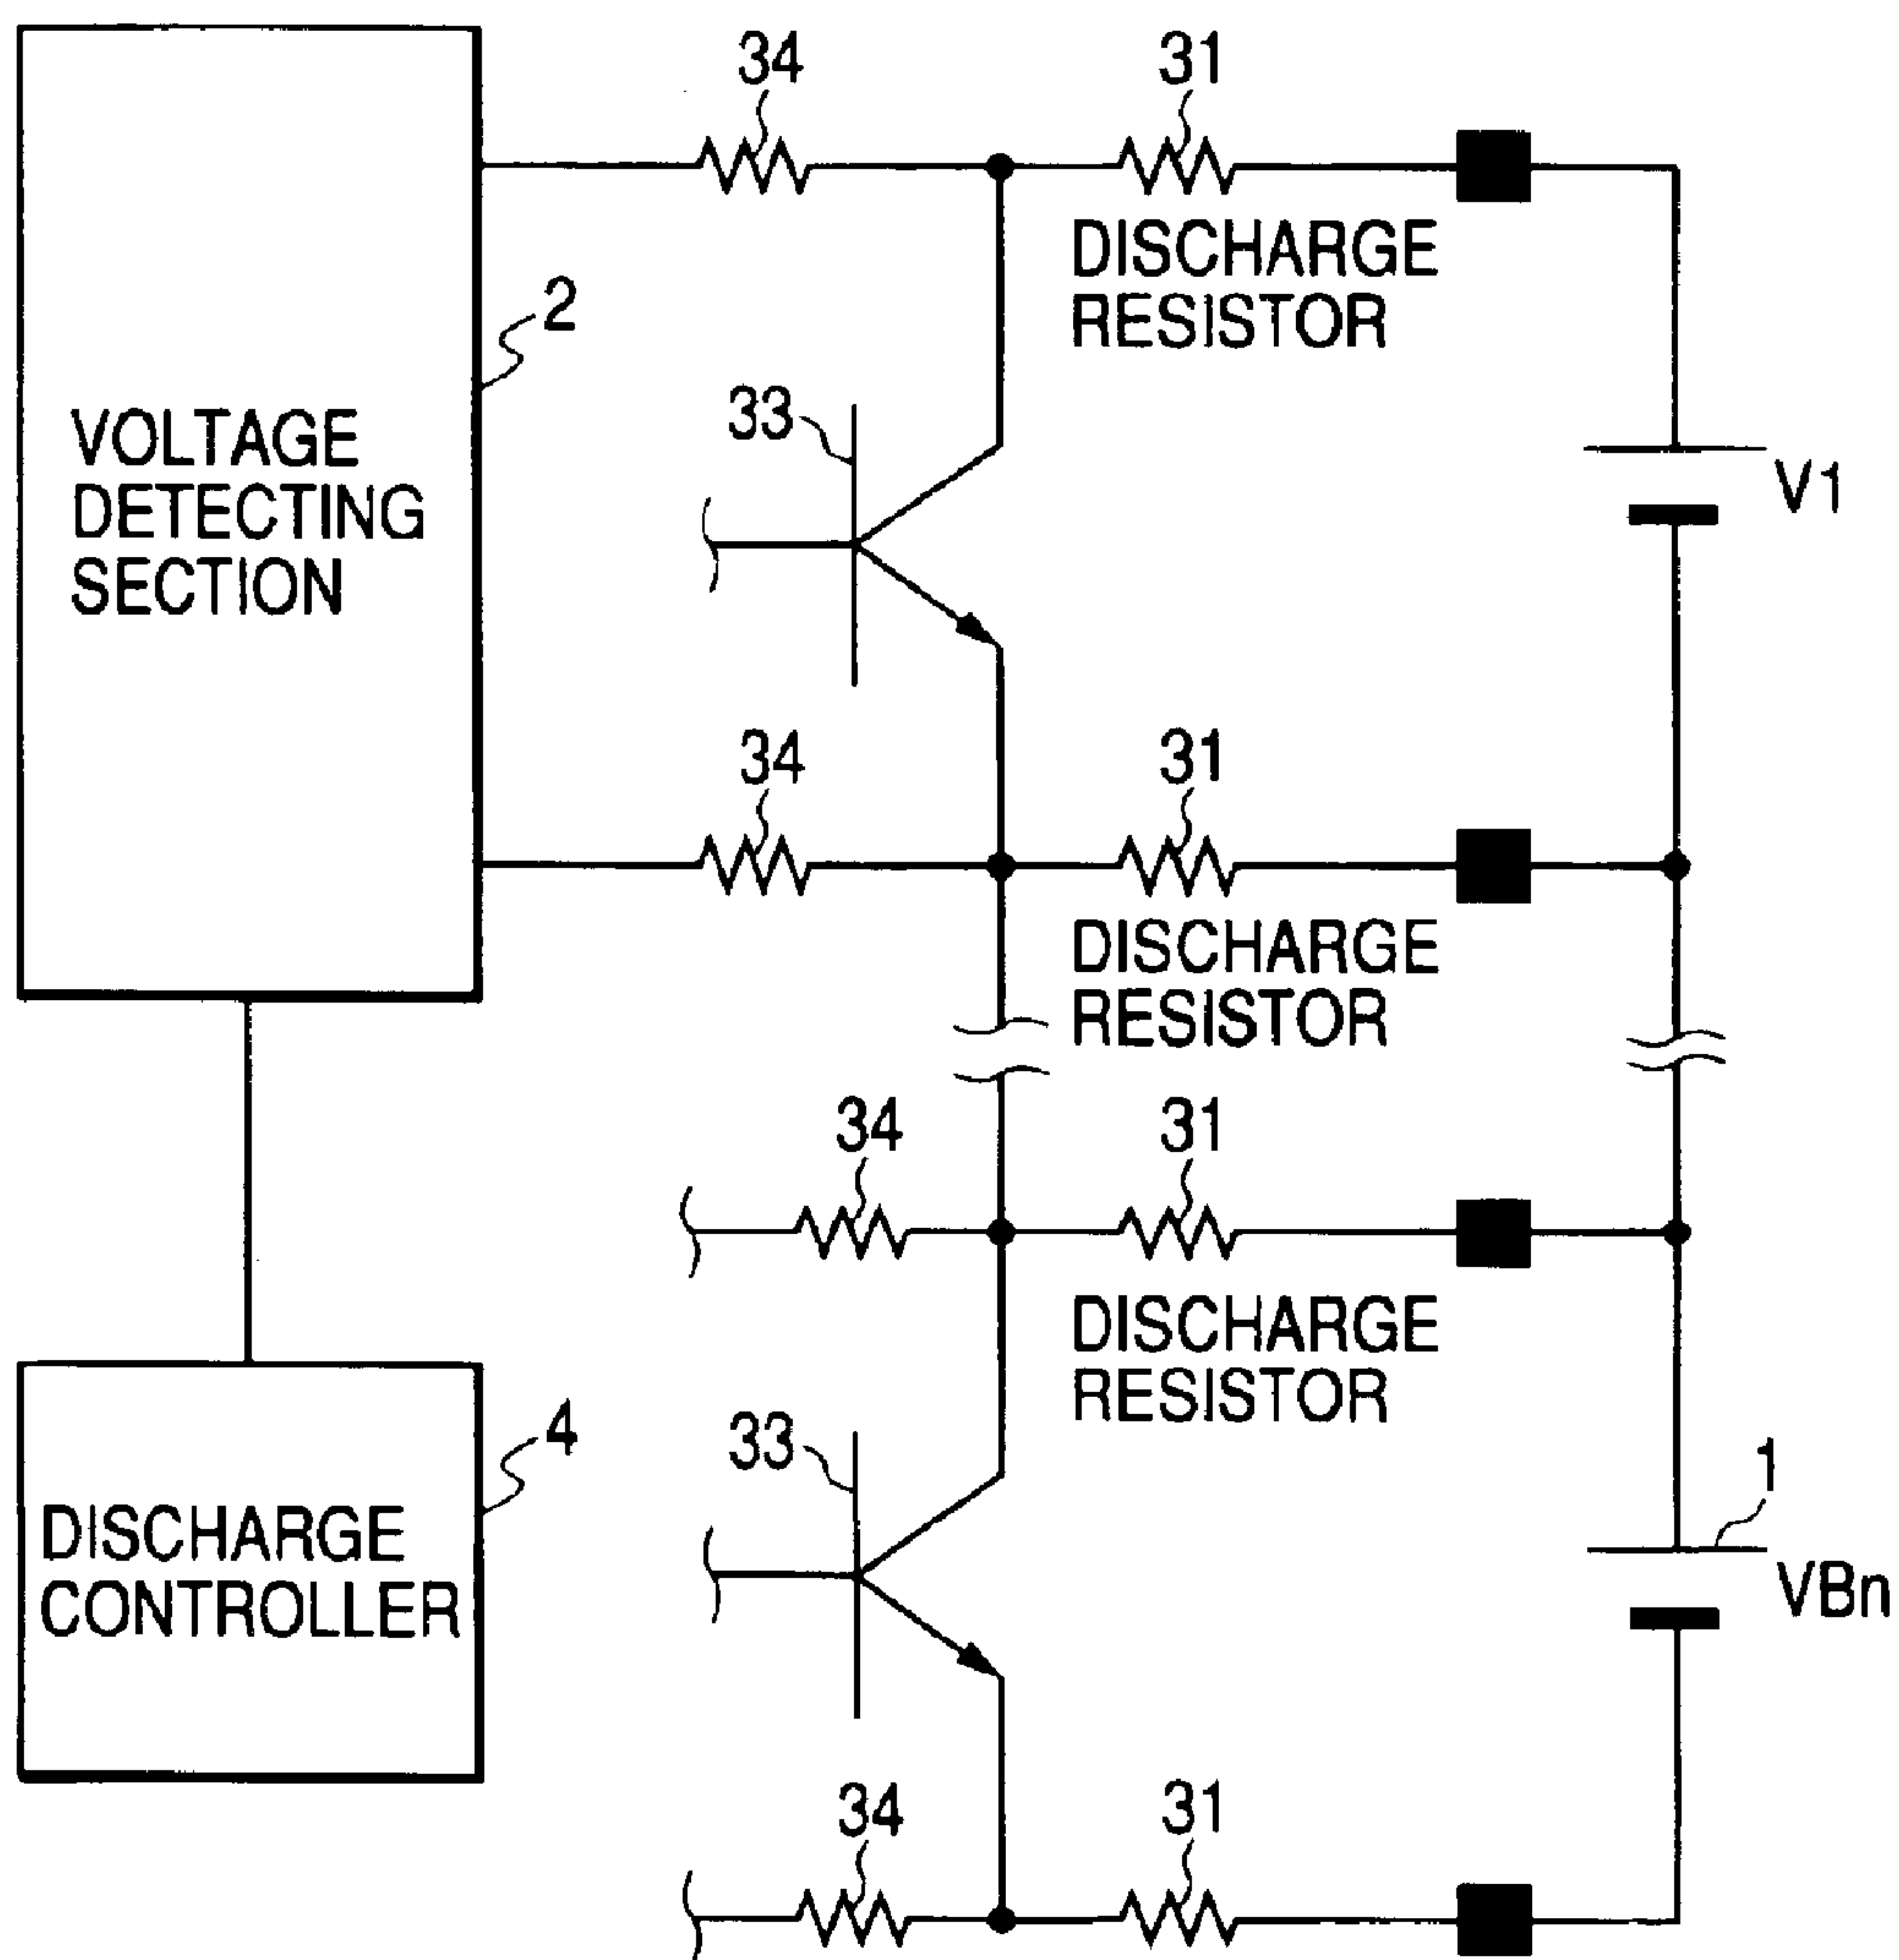 34
31
DISCHARGE
RESISTOR
2
33
VOLTAGE
DETECTING
SECTION
V1
34
31
DISCHARGE
RESISTOR
34
31
DISCHARGE
RESISTOR
4
33
1
DISCHARGE
CONTROLLER
VBn
34
31